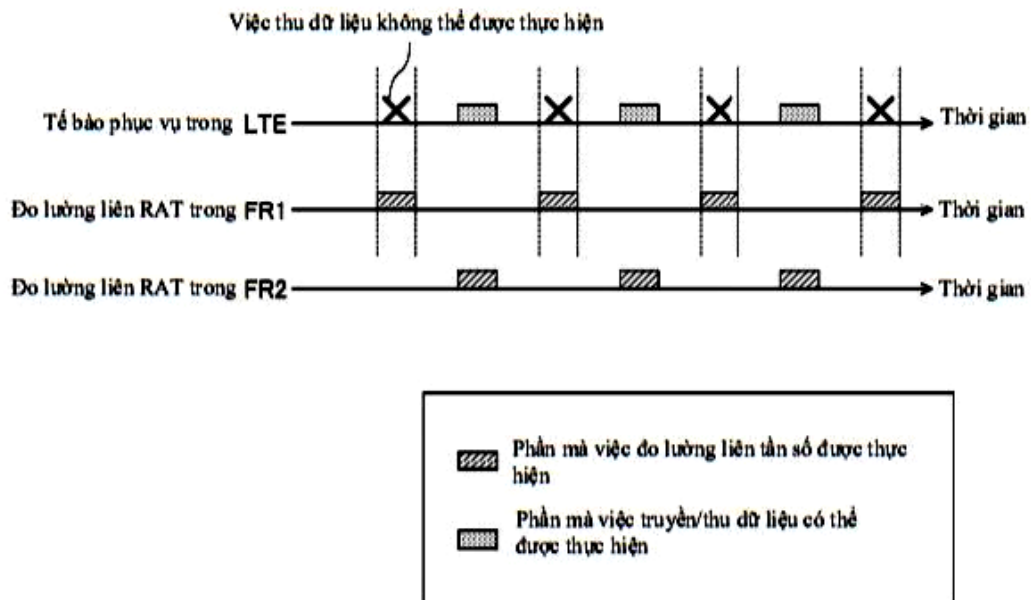 Việc thu dữ liệu không thể được thực hiện
Tế bào phục vụ trong LTE
Thời gian
Đo lường liên RAT trong FR1
Thời gian
Đo lường liên RAT trong FR2
Thời gian
Phần mà việc đo lường liên tần số được thực
hiện
Phần mà việc truyền/thu dữ liệu có thể
được thực hiện